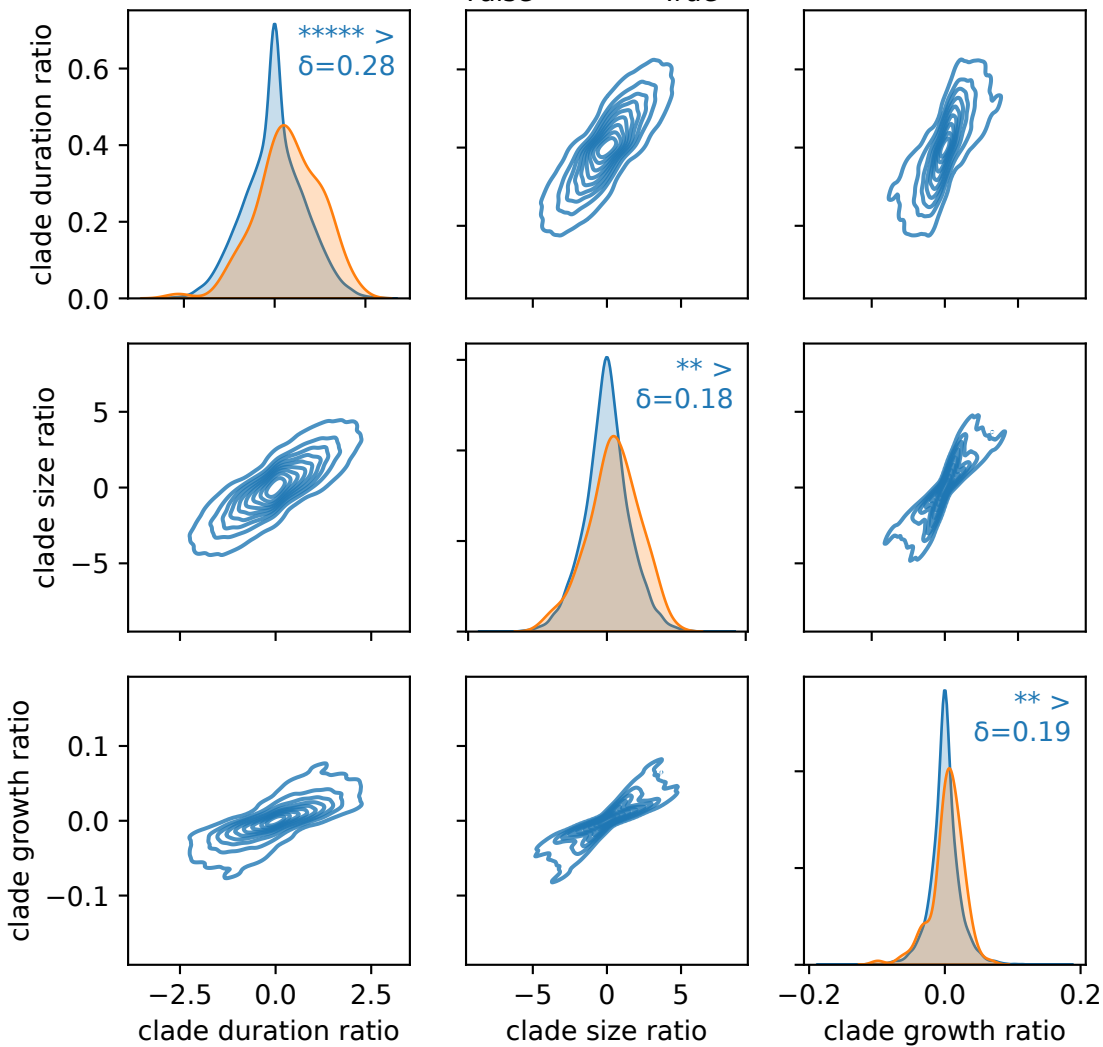 clade duration ratio
0.6
0.4
0.2
0.0
***** >
δ=0.28
clade size ratio
5
0
−5
** >
δ=0.18
clade growth ratio
0.1
0.0
−0.1
** >
δ=0.19
−2.5 0.0 2.5
−5 0 5
−0.2 0.0 0.2
clade duration ratio
clade size ratio
clade growth ratio